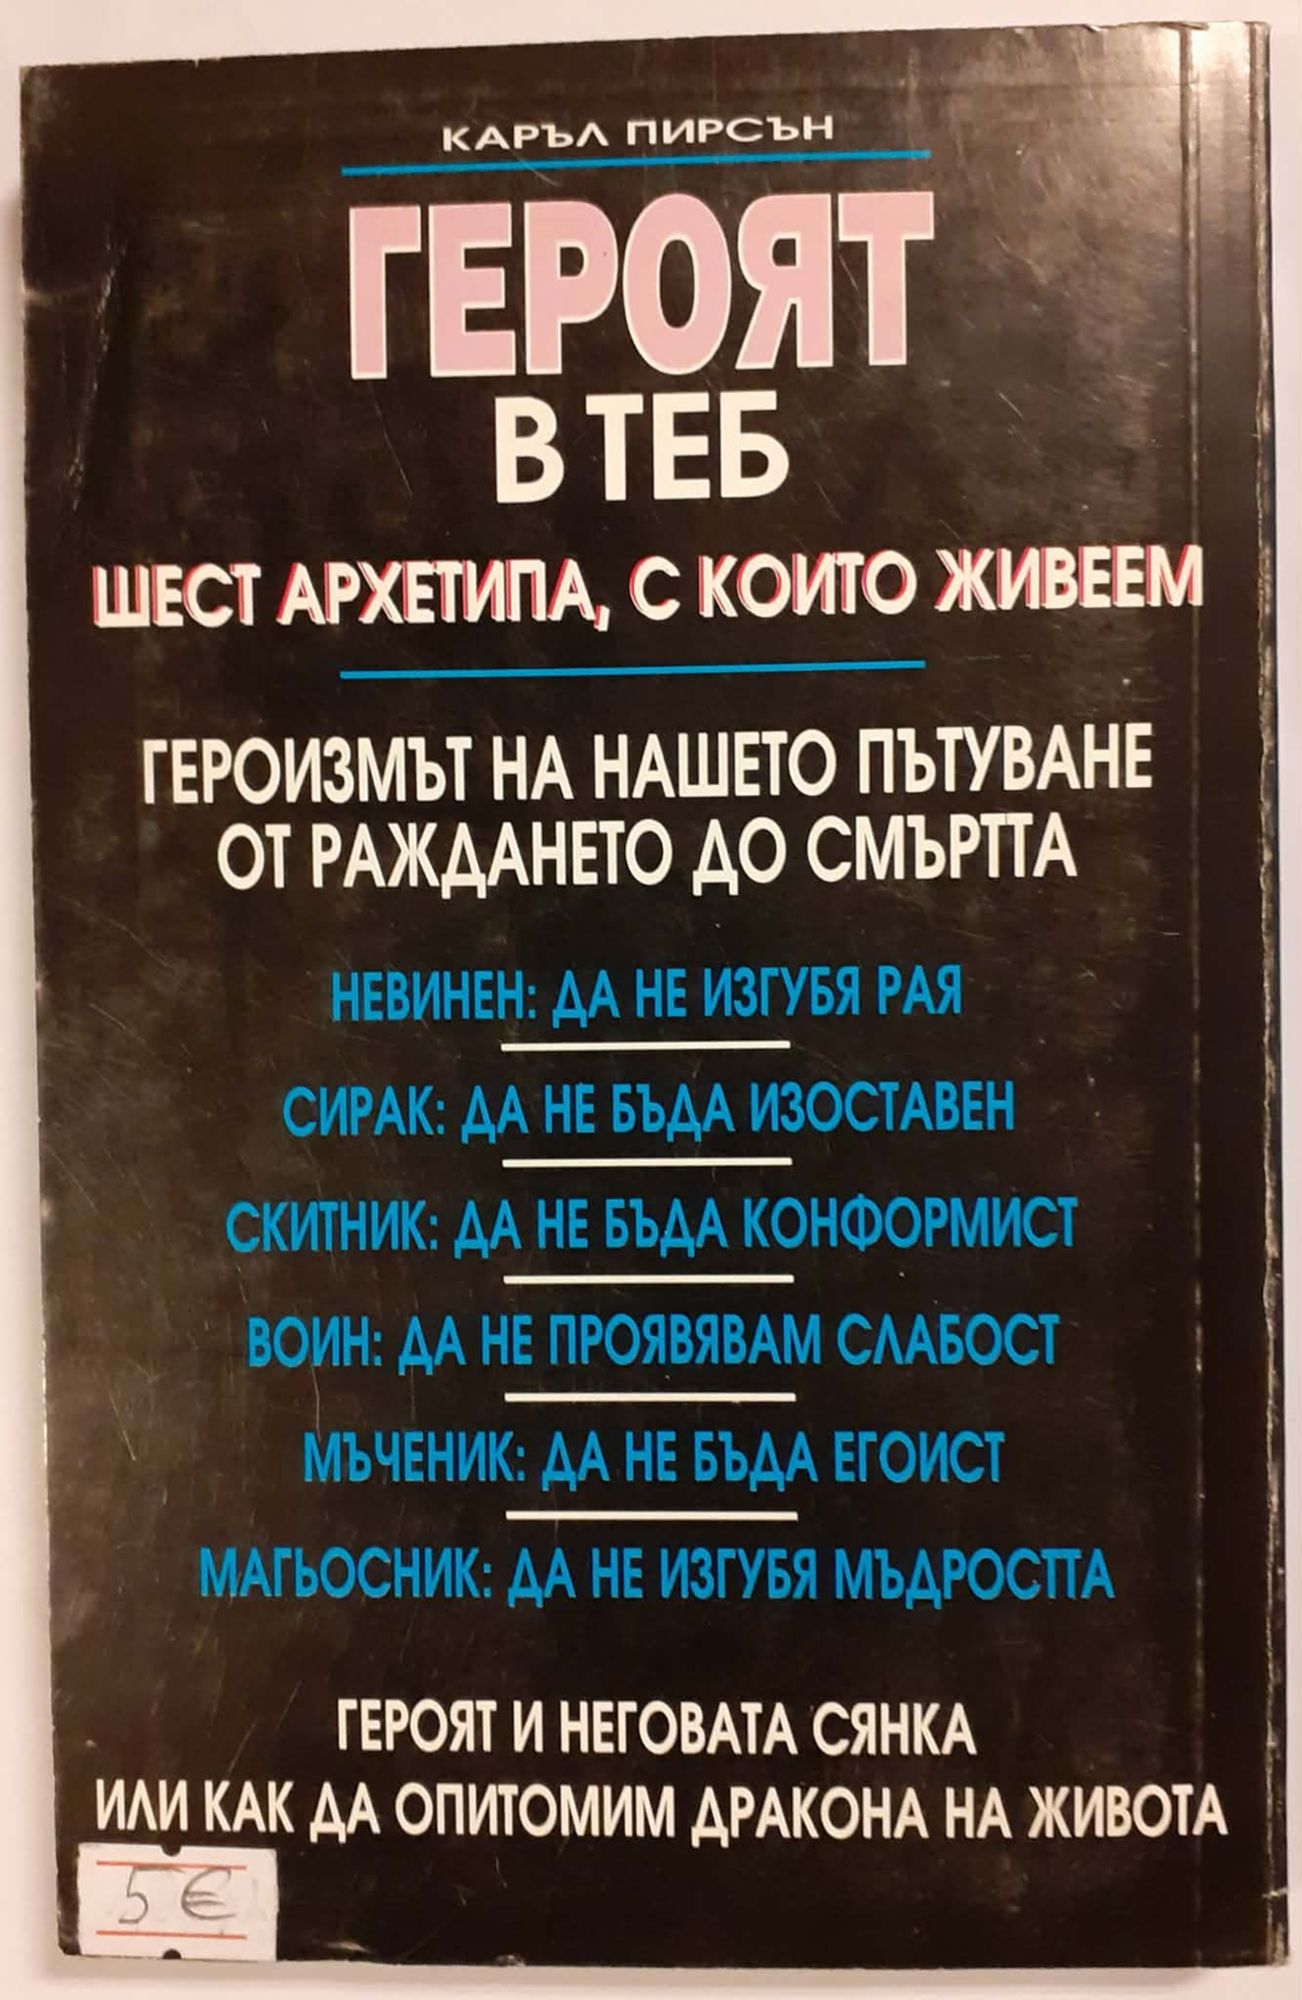 КАРЪЛ ПИРСЪН
ГЕРОЯТ
В ТЕБ
ШЕСТ АРХЕТИПА, С КОИТО ЖИВЕЕМ
ГЕРОИЗМЪТ НА НАШЕТО ПЪТУВАНЕ
ОТ РАЖДАНЕТО ДО СМЪРТТА
НЕВИНЕН: ДА НЕ ИЗГУБЯ РАЯ
СИРАК: ДА НЕ БЪДА ИЗОСТАВЕН
СКИТНИК: ДА НЕ БЪДА КОНФОРМИСТ
ВОИН: ДА НЕ ПРОЯВЯВАМ СЛАБОСТ
МЪЧЕНИК: ДА НЕ БЪДА ЕГОИСТ
МАГЬОСНИК: ДА НЕ ИЗГУБЯ МЪДРОСТТА
ГЕРОЯТ И НЕГОВАТА СЯНКА
ИЛИ КАК ДА ОПИТОМИМ ДРАКОНА НА ЖИВОТА
5 €